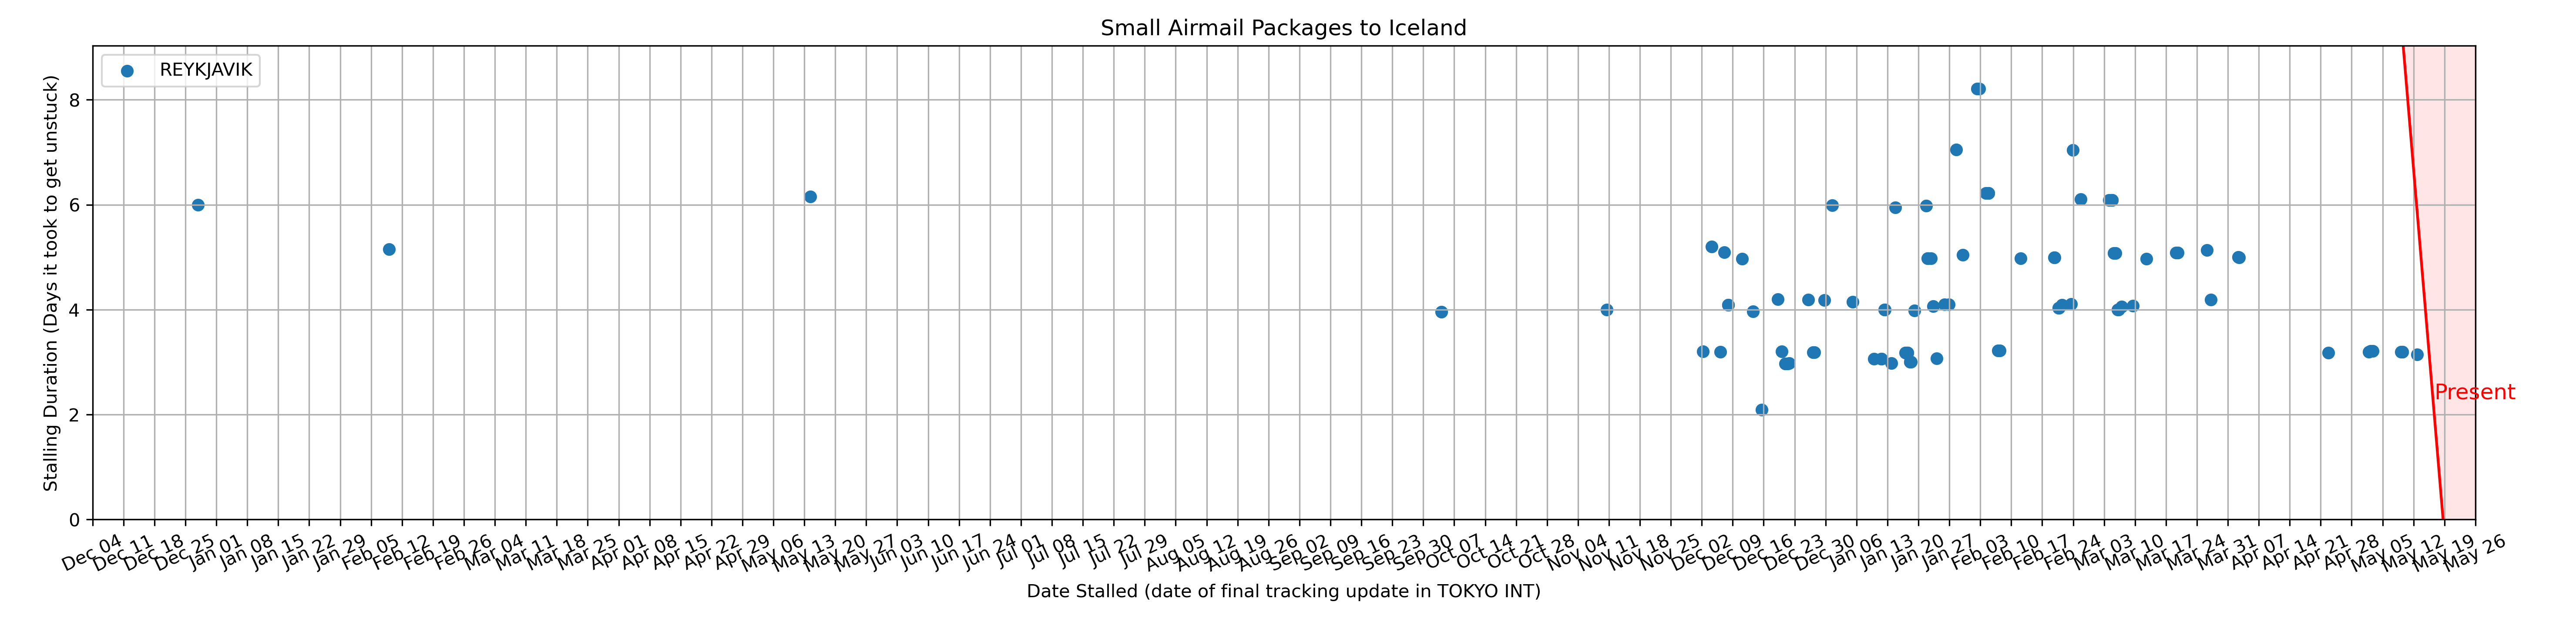 Small Airmail Packages to Iceland
REYKJAVIK
Stalling Duration (Days it took to get unstuck)
8
6
4
2
0
Present
Dec 04
Dec 11
Dec 18
Dec 25
Jan 01
Jan 08
Jan 15
Jan 22
Jan 29
Feb 05
Feb 12
Feb 19
Feb 26
Mar 04
Mar 11
Mar 18
Mar 25
Apr 01
Apr 08
Apr 15
Apr 22
Apr 29
May 06
May 13
May 20
May 27
Jun 03
Jun 10
Jun 17
Jun 24
Jul 01
Jul 08
Jul 15
Jul 22
Jul 29
Aug 05
Aug 12
Aug 19
Aug 26
Sep 02
Sep 09
Sep 16
Sep 23
Sep 30
Oct 07
Oct 14
Oct 21
Oct 28
Nov 04
Nov 11
Nov 18
Nov 25
Dec 02
Dec 09
Dec 16
Dec 23
Dec 30
Jan 06
Jan 13
Jan 20
Jan 27
Feb 03
Feb 10
Feb 17
Feb 24
Mar 03
Mar 10
Mar 17
Mar 24
Mar 31
Apr 07
Apr 14
Apr 21
Apr 28
May 05
May 12
May 19
May 26
Date Stalled (date of final tracking update in TOKYO INT)